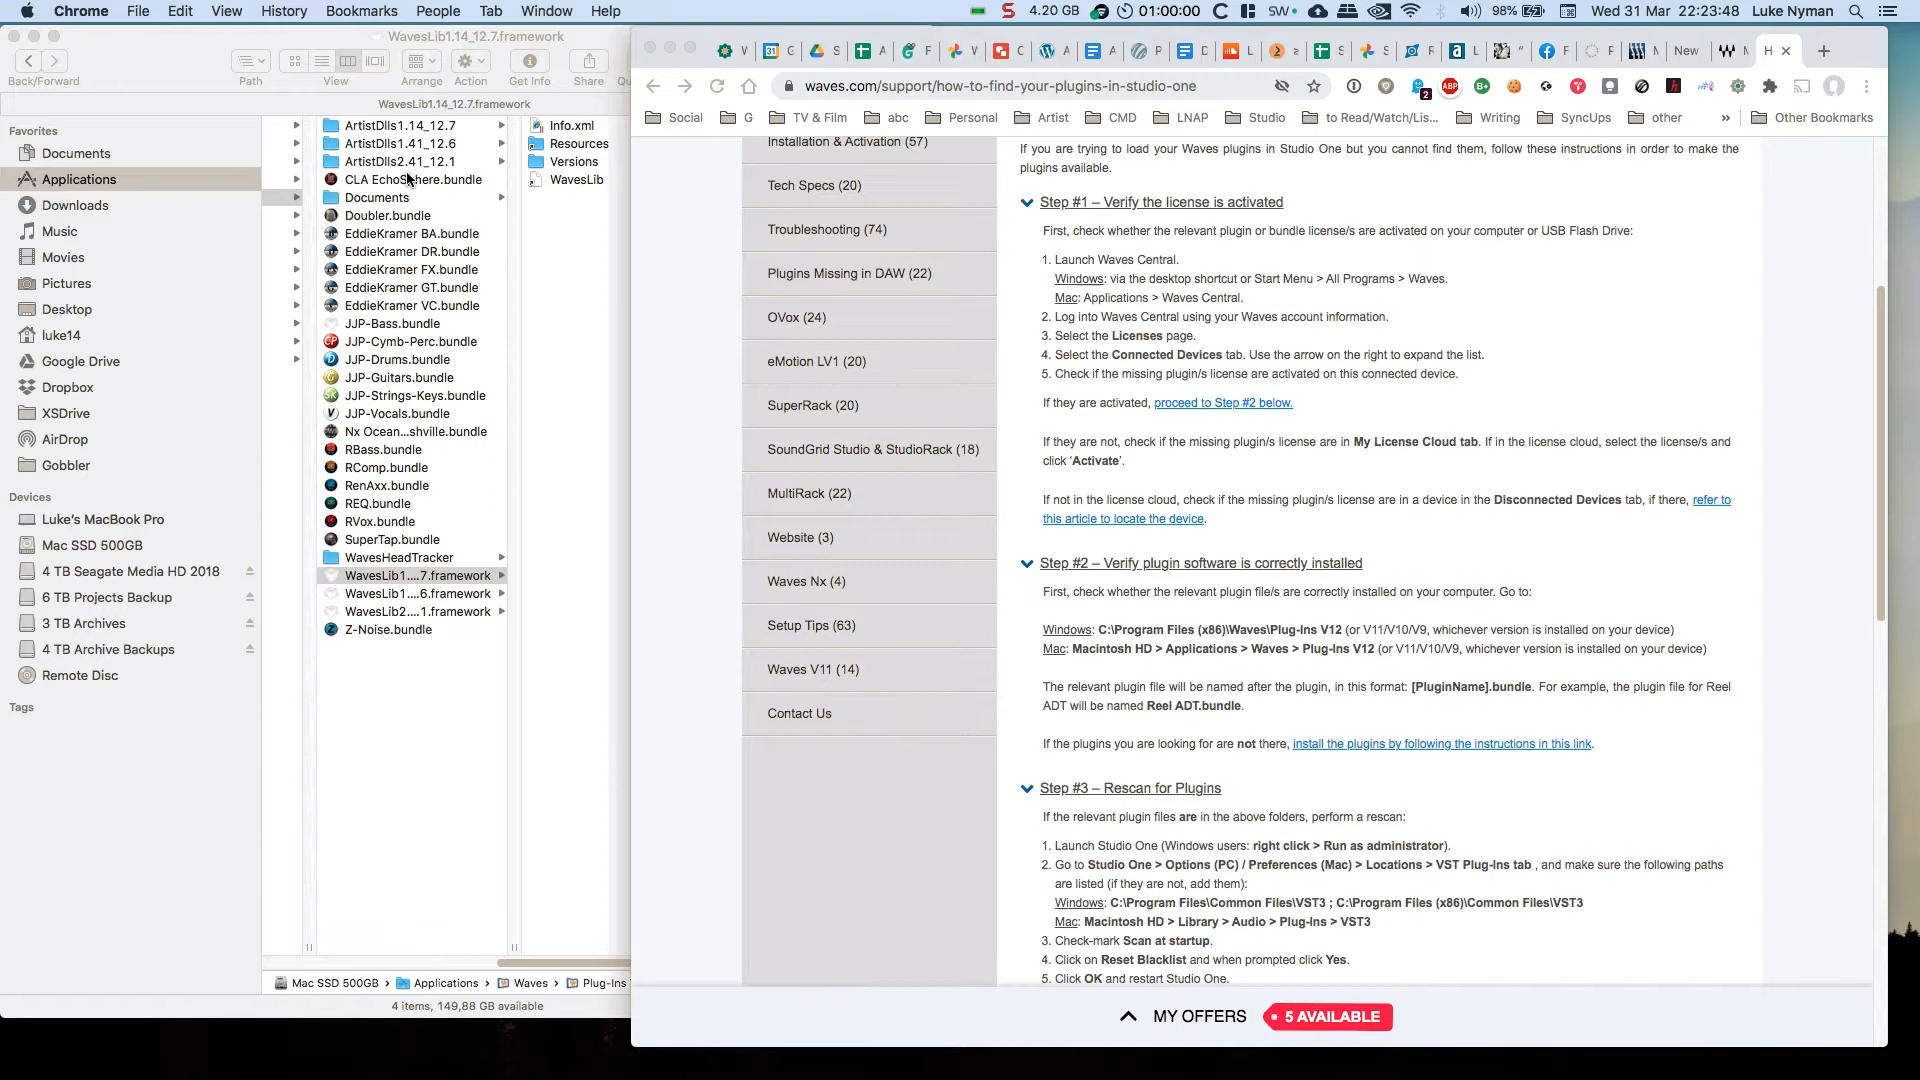 Chrome File Edit View History Bookmarks People Tab Window Help
4.20 GB 01:00:00 98% Wed 31 Mar 22:23:48 Luke Nyman
WavesLib1.14_12.7.framework
Back/Forward Path View Arrange Action Get Info Share
WavesLib1.14_12.7.framework
Favorites
Documents
Applications
Downloads
Music
Movies
Pictures
Desktop
luke14
Google Drive
Dropbox
XSDrive
AirDrop
Gobbler
Devices
Luke's MacBook Pro
Mac SSD 500GB
4 TB Seagate Media HD 2018
6 TB Projects Backup
3 TB Archives
4 TB Archive Backups
Remote Disc
Tags
ArtistDlls1.14_12.7
ArtistDlls1.41_12.6
ArtistDlls2.41_12.1
CLA EchoSphere.bundle
Documents
Doubler.bundle
EddieKramer BA.bundle
EddieKramer DR.bundle
EddieKramer FX.bundle
EddieKramer GT.bundle
EddieKramer VC.bundle
JJP-Bass.bundle
JJP-Cymb-Perc.bundle
JJP-Drums.bundle
JJP-Guitars.bundle
JJP-Strings-Keys.bundle
JJP-Vocals.bundle
Nx Ocean...shville.bundle
RBass.bundle
RComp.bundle
RenAxx.bundle
REQ.bundle
RVox.bundle
SuperTap.bundle
WavesHeadTracker
WavesLib1....7.framework
WavesLib1....6.framework
WavesLib2....1.framework
Z-Noise.bundle
Info.xml
Resources
Versions
WavesLib
Mac SSD 500GB › Applications › Waves › Plug-Ins
4 items, 149,88 GB available
New
waves.com/support/how-to-find-your-plugins-in-studio-one
Social G TV & Film abc Personal Artist CMD LNAP Studio to Read/Watch/Lis... Writing SyncUps other » Other Bookmarks
Installation & Activation (57)
Tech Specs (20)
Troubleshooting (74)
Plugins Missing in DAW (22)
OVox (24)
eMotion LV1 (20)
SuperRack (20)
SoundGrid Studio & StudioRack (18)
MultiRack (22)
Website (3)
Waves Nx (4)
Setup Tips (63)
Waves V11 (14)
Contact Us
If you are trying to load your Waves plugins in Studio One but you cannot find them, follow these instructions in order to make the
plugins available.
Step #1 – Verify the license is activated
First, check whether the relevant plugin or bundle license/s are activated on your computer or USB Flash Drive:
1. Launch Waves Central.
Windows: via the desktop shortcut or Start Menu > All Programs > Waves.
Mac: Applications > Waves Central.
2. Log into Waves Central using your Waves account information.
3. Select the Licenses page.
4. Select the Connected Devices tab. Use the arrow on the right to expand the list.
5. Check if the missing plugin/s license are activated on this connected device.
If they are activated, proceed to Step #2 below.
If they are not, check if the missing plugin/s license are in My License Cloud tab. If in the license cloud, select the license/s and
click 'Activate'.
If not in the license cloud, check if the missing plugin/s license are in a device in the Disconnected Devices tab, if there, refer to
this article to locate the device.
Step #2 – Verify plugin software is correctly installed
First, check whether the relevant plugin file/s are correctly installed on your computer. Go to:
Windows: C:\Program Files (x86)\Waves\Plug-Ins V12 (or V11/V10/V9, whichever version is installed on your device)
Mac: Macintosh HD > Applications > Waves > Plug-Ins V12 (or V11/V10/V9, whichever version is installed on your device)
The relevant plugin file will be named after the plugin, in this format: [PluginName].bundle. For example, the plugin file for Reel
ADT will be named Reel ADT.bundle.
If the plugins you are looking for are not there, install the plugins by following the instructions in this link.
Step #3 – Rescan for Plugins
If the relevant plugin files are in the above folders, perform a rescan:
1. Launch Studio One (Windows users: right click > Run as administrator).
2. Go to Studio One > Options (PC) / Preferences (Mac) > Locations > VST Plug-Ins tab , and make sure the following paths
are listed (if they are not, add them):
Windows: C:\Program Files\Common Files\VST3 ; C:\Program Files (x86)\Common Files\VST3
Mac: Macintosh HD > Library > Audio > Plug-Ins > VST3
3. Check-mark Scan at startup.
4. Click on Reset Blacklist and when prompted click Yes.
5. Click OK and restart Studio One.
MY OFFERS 5 AVAILABLE